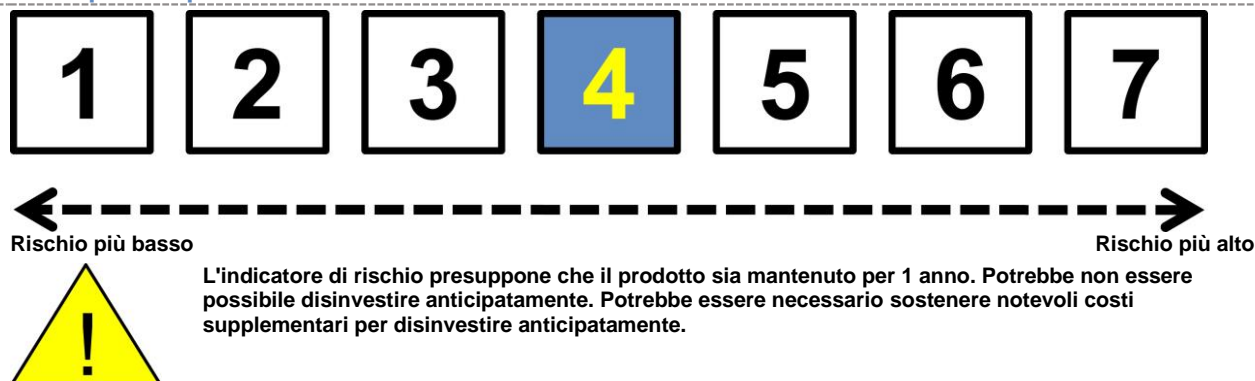 1 2 3 4 5 6 7
Rischio più basso Rischio più alto
L'indicatore di rischio presuppone che il prodotto sia mantenuto per 1 anno. Potrebbe non essere
possibile disinvestire anticipatamente. Potrebbe essere necessario sostenere notevoli costi
supplementari per disinvestire anticipatamente.
!